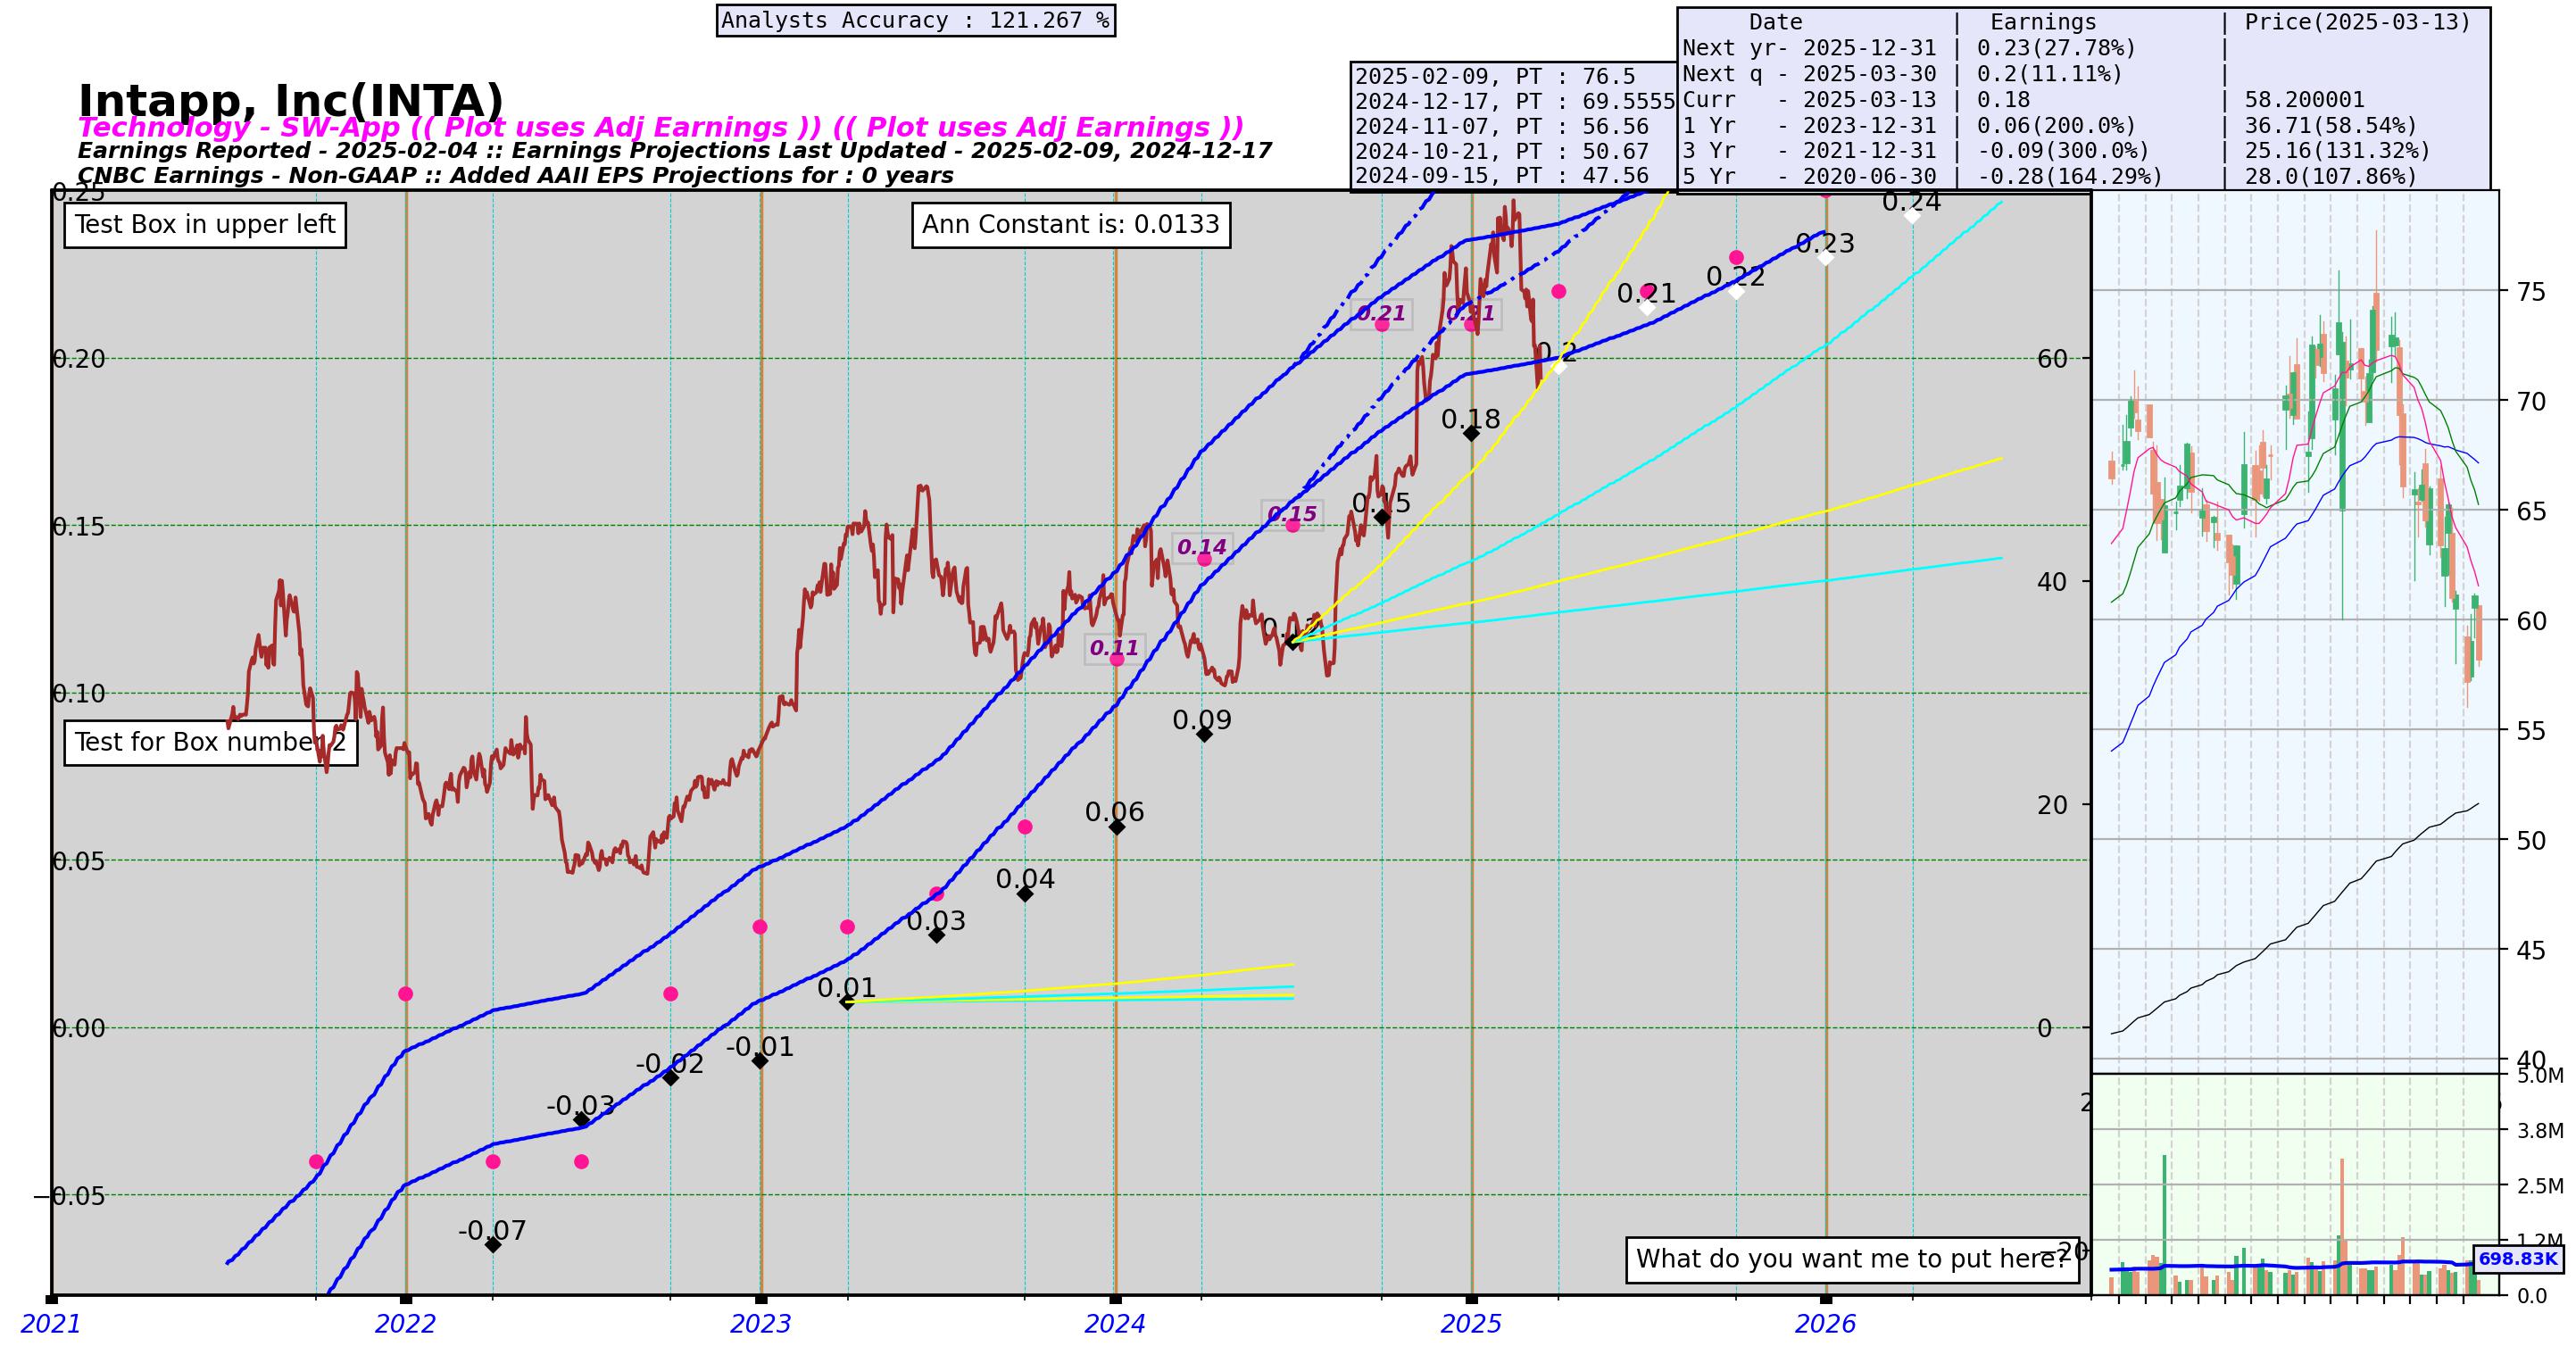 Analysts Accuracy : 121.267 %
Date | Earnings | Price(2025-03-13)
Next yr- 2025-12-31 | 0.23(27.78%) |
Next q - 2025-03-30 | 0.2(11.11%) |
Curr - 2025-03-13 | 0.18 | 58.200001
1 Yr - 2023-12-31 | 0.06(200.0%) | 36.71(58.54%)
3 Yr - 2021-12-31 | -0.09(300.0%) | 25.16(131.32%)
5 Yr - 2020-06-30 | -0.28(164.29%) | 28.0(107.86%)
2025-02-09, PT : 76.5
2024-12-17, PT : 69.5555
2024-11-07, PT : 56.56
2024-10-21, PT : 50.67
2024-09-15, PT : 47.56
Intapp, Inc(INTA)
Technology - SW-App (( Plot uses Adj Earnings )) (( Plot uses Adj Earnings ))
Earnings Reported - 2025-02-04 :: Earnings Projections Last Updated - 2025-02-09, 2024-12-17
CNBC Earnings - Non-GAAP :: Added AAII EPS Projections for : 0 years
0.25
0.20
0.15
0.10
0.05
0.00
−0.05
Test Box in upper left
Ann Constant is: 0.0133
Test for Box number 2
What do you want me to put here?
-0.07
-0.03
-0.02
-0.01
0.01
0.03
0.04
0.06
0.09
0.15
0.18
0.2
0.21
0.22
0.23
0.24
0.11
0.14
0.15
0.21
0.21
60
40
20
0
−20
75
70
65
60
55
50
45
40
5.0M
3.8M
2.5M
1.2M
698.83K
0.0
2021
2022
2023
2024
2025
2026